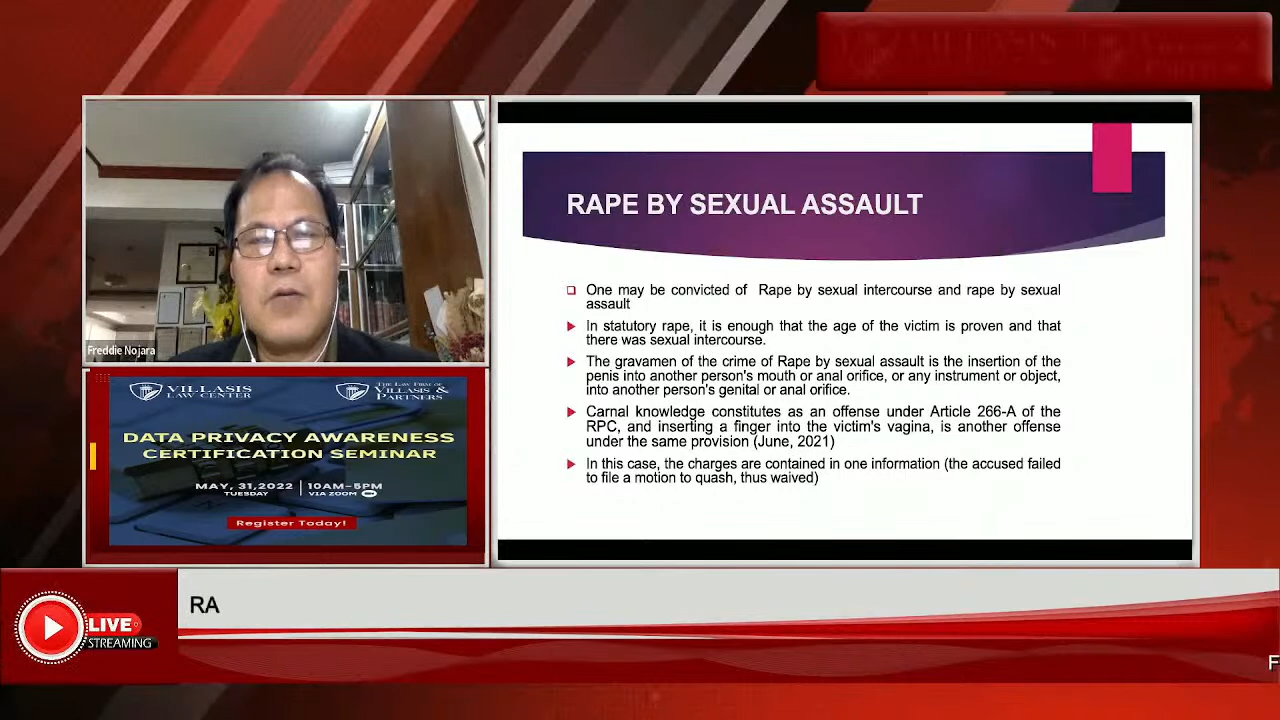 Freddie Nojara
VILLASIS
LAW CENTER
THE LAW FIRM OF
VILLASIS &
PARTNERS
DATA PRIVACY AWARENESS
CERTIFICATION SEMINAR
MAY, 31,2022
TUESDAY
10AM-5PM
VIA ZOOM
Register Today!
RAPE BY SEXUAL ASSAULT
One may be convicted of Rape by sexual intercourse and rape by sexual
assault
In statutory rape, it is enough that the age of the victim is proven and that
there was sexual intercourse.
The gravamen of the crime of Rape by sexual assault is the insertion of the
penis into another person's mouth or anal orifice, or any instrument or object,
into another person's genital or anal orifice.
Carnal knowledge constitutes as an offense under Article 266-A of the
RPC, and inserting a finger into the victim's vagina, is another offense
under the same provision (June, 2021)
In this case, the charges are contained in one information (the accused failed
to file a motion to quash, thus waived)
LIVE
STREAMING
RA
F